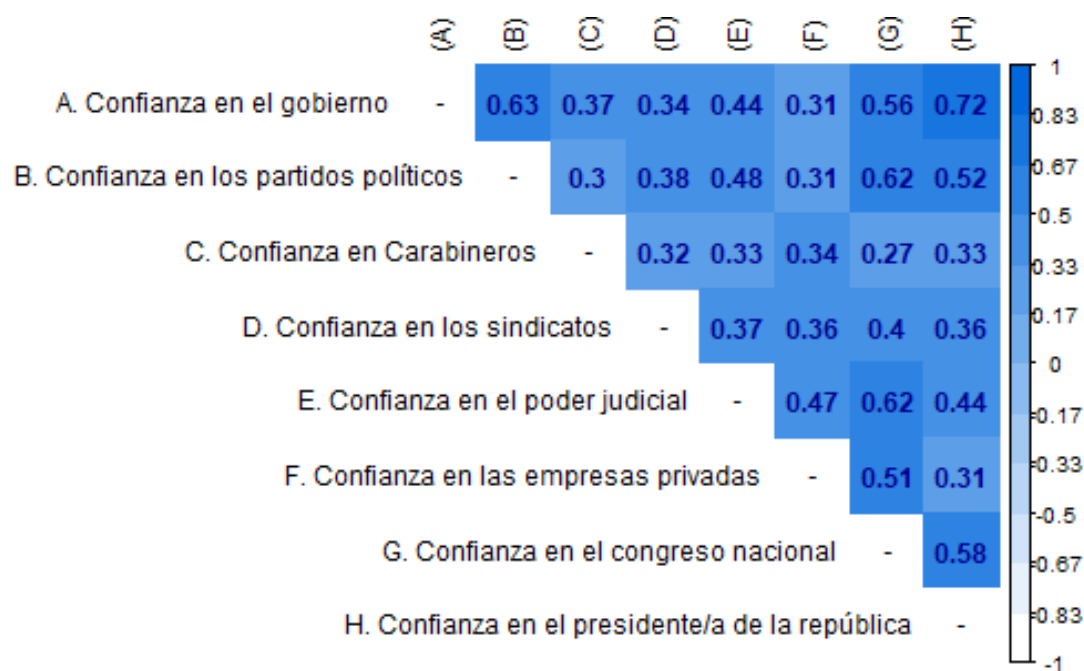 (A) (B) (C) (D) (E) (F) (G) (H)
A. Confianza en el gobierno - 0.63 0.37 0.34 0.44 0.31 0.56 0.72
B. Confianza en los partidos políticos - 0.3 0.38 0.48 0.31 0.62 0.52
C. Confianza en Carabineros - 0.32 0.33 0.34 0.27 0.33
D. Confianza en los sindicatos - 0.37 0.36 0.4 0.36
E. Confianza en el poder judicial - 0.47 0.62 0.44
F. Confianza en las empresas privadas - 0.51 0.31
G. Confianza en el congreso nacional - 0.58
H. Confianza en el presidente/a de la república -
1
0.83
0.67
0.5
0.33
0.17
0
-0.17
-0.33
-0.5
-0.67
-0.83
-1